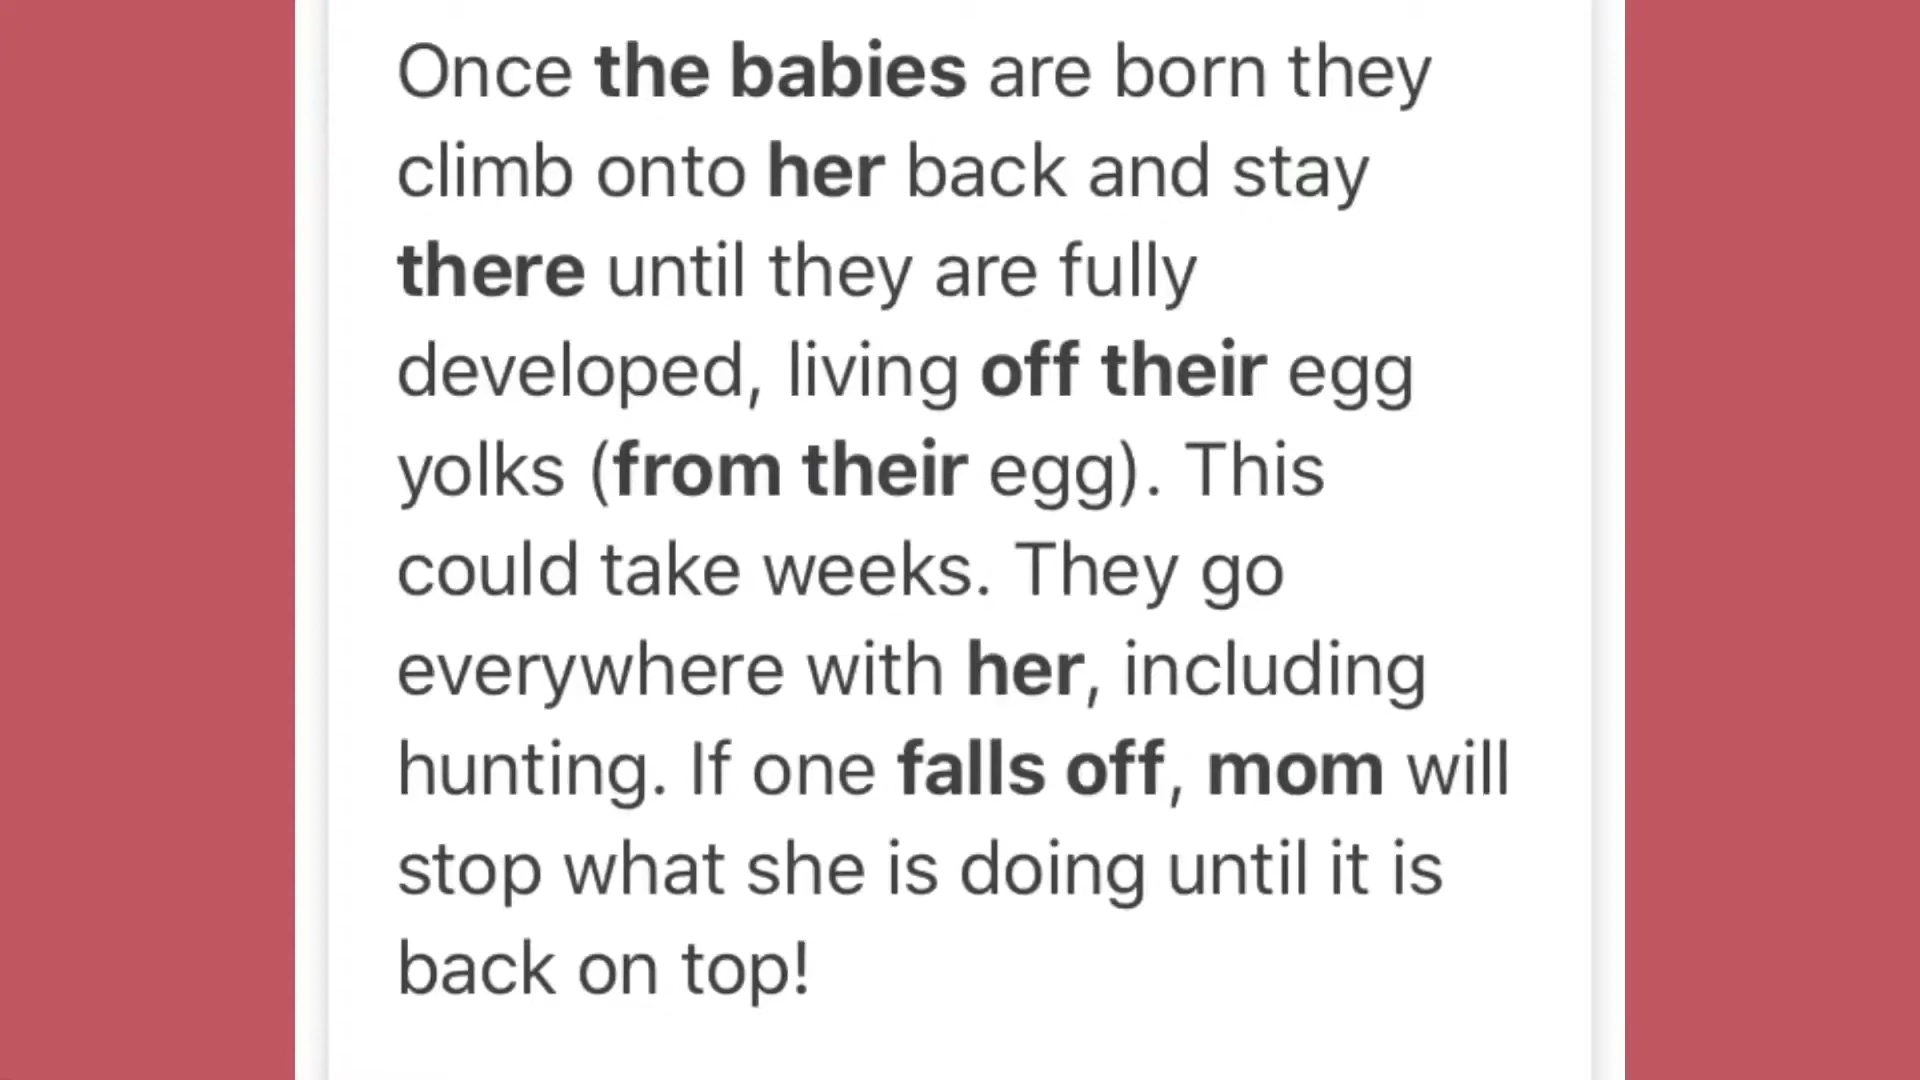 Once the babies are born they
climb onto her back and stay
there until they are fully
developed, living off their egg
yolks (from their egg). This
could take weeks. They go
everywhere with her, including
hunting. If one falls off, mom will
stop what she is doing until it is
back on top!